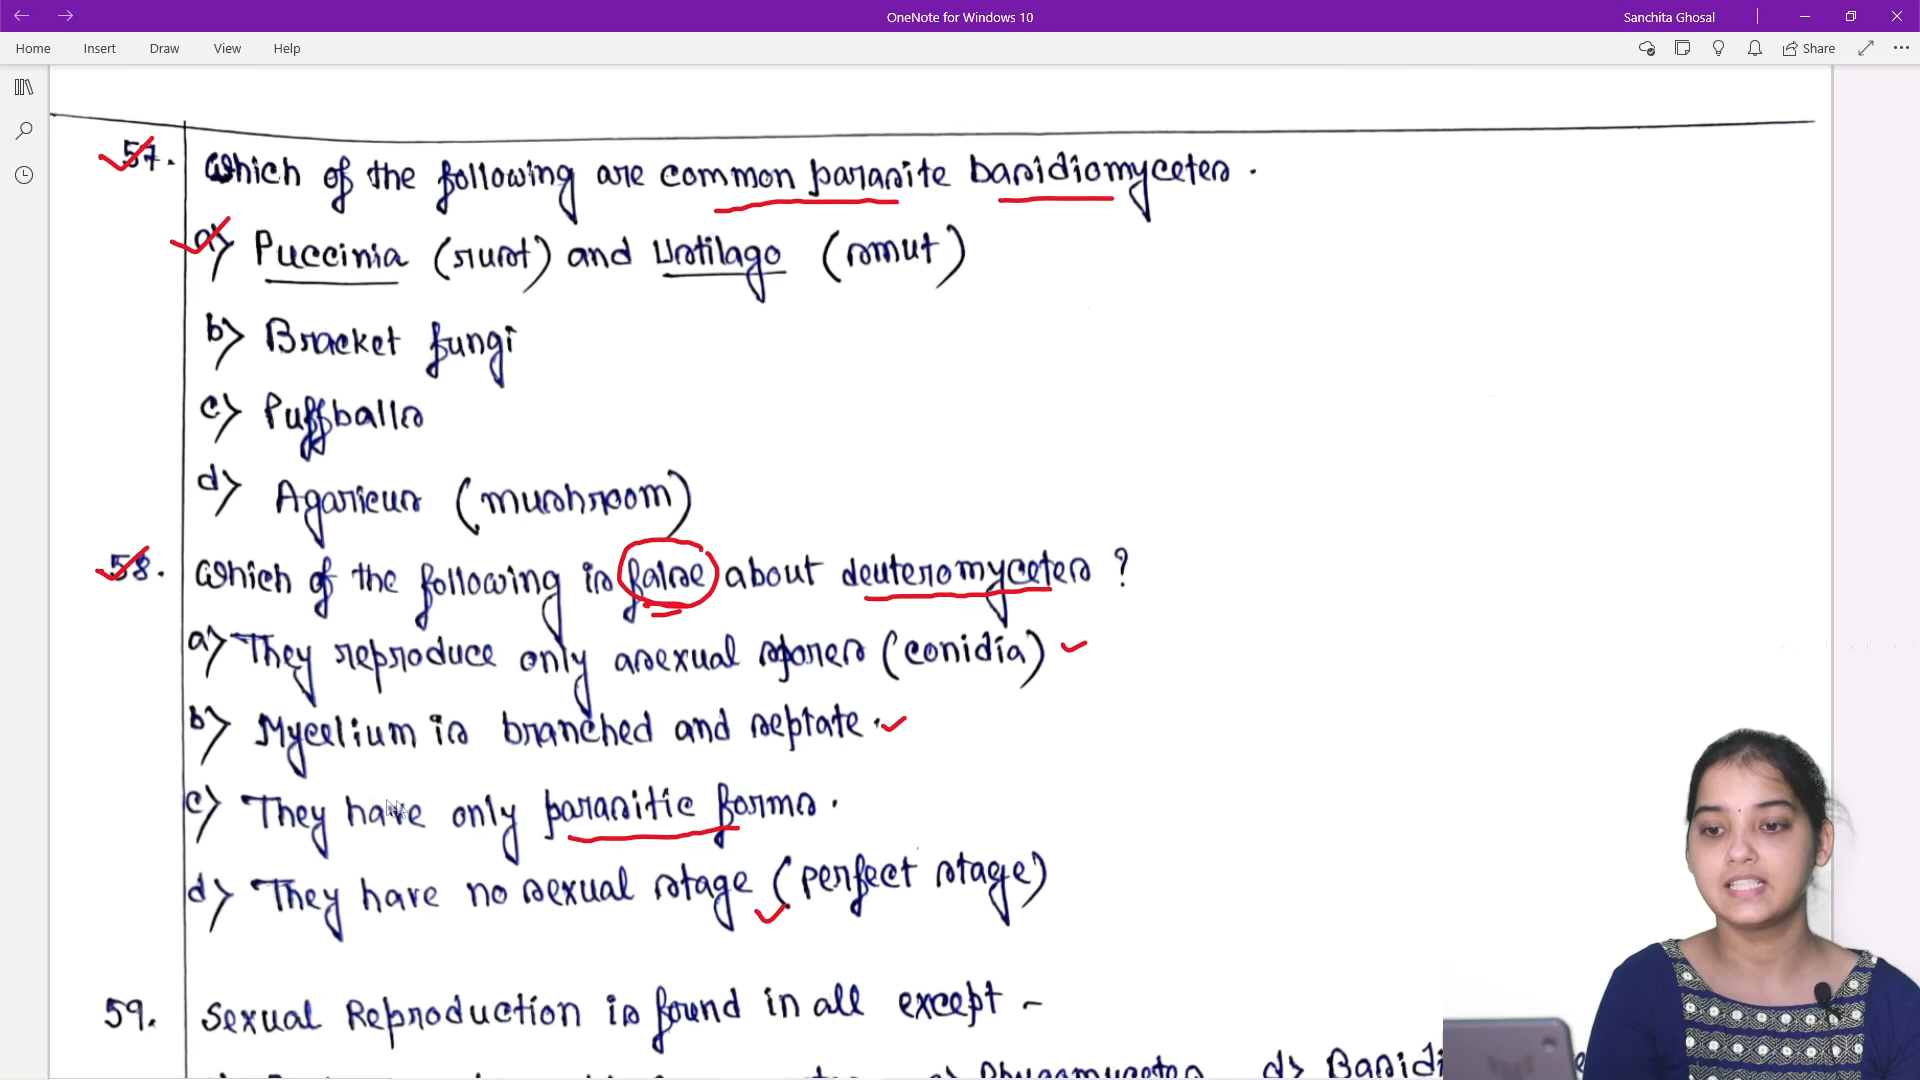 OneNote for Windows 10
Sanchita Ghosal
Home Insert Draw View Help
Share
57. Which of the following are common parasite basidiomycetes.
a) Puccinia (rust) and Ustilago (smut)
b) Bracket fungi
c) Puffballs
d) Agaricus (mushroom)
58. Which of the following is false about deuteromycetes ?
a) They reproduce only asexual spores (conidia)
b) Mycelium is branched and septate.
c) They have only parasitic forms.
d) They have no sexual stage (perfect stage)
59. Sexual Reproduction is found in all except –
d)